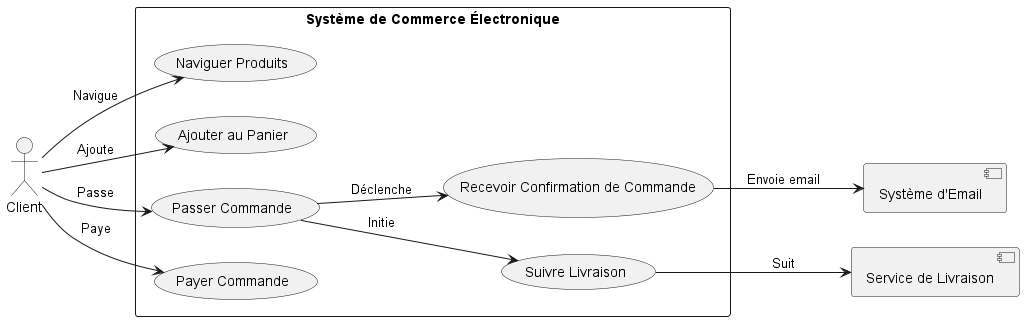 Système de Commerce Électronique
Naviguer Produits
Navigue
Ajouter au Panier
Ajoute
Client
Passe
Passer Commande
Déclenche
Recevoir Confirmation de Commande
Envoie email
Système d'Email
Initie
Paye
Payer Commande
Suivre Livraison
Suit
Service de Livraison